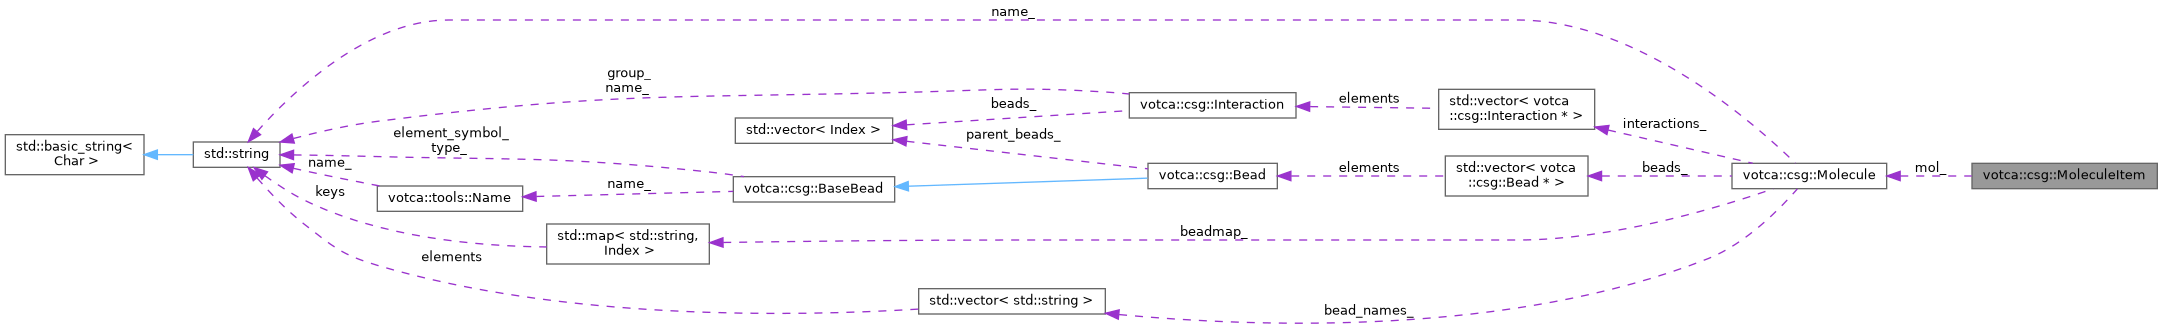 name_
group_
name_
votca::csg::Interaction
elements
std::vector< votca
::csg::Interaction * >
beads_
std::vector< Index >
interactions_
element_symbol_
type_
parent_beads_
std::basic_string<
Char >
std::string
name_
keys
votca::tools::Name
name_
votca::csg::BaseBead
votca::csg::Bead
elements
std::vector< votca
::csg::Bead * >
beads_
votca::csg::Molecule
mol_
votca::csg::MoleculeItem
std::map< std::string,
Index >
beadmap_
elements
std::vector< std::string >
bead_names_